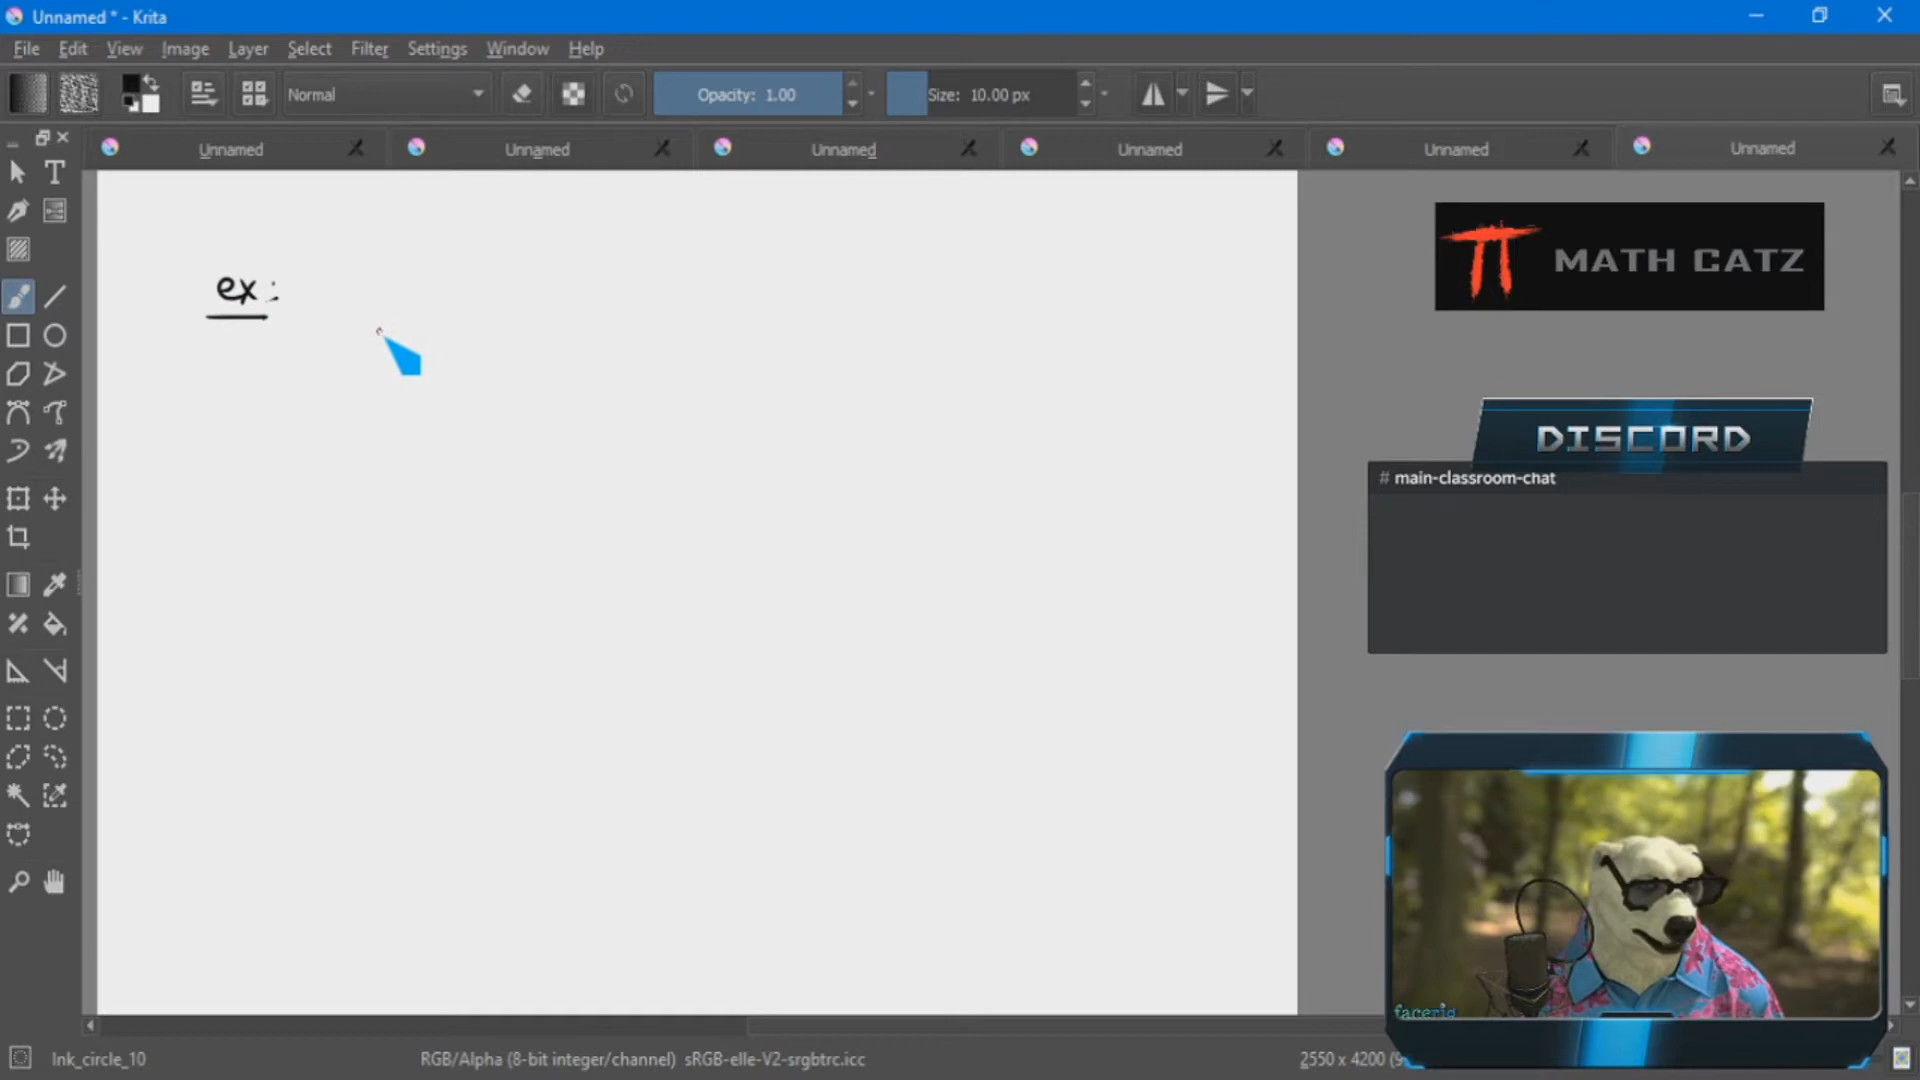 Unnamed * - Krita
File Edit View Image Layer Select Filter Settings Window Help
Normal Opacity: 1.00 Size: 10.00 px
Unnamed Unnamed Unnamed Unnamed Unnamed Unnamed
T
ex:
MATH CATZ
DISCORD
# main-classroom-chat
facerig
Ink_circle_10 RGB/Alpha (8-bit integer/channel) sRGB-elle-V2-srgbtrc.icc 2550 x 4200